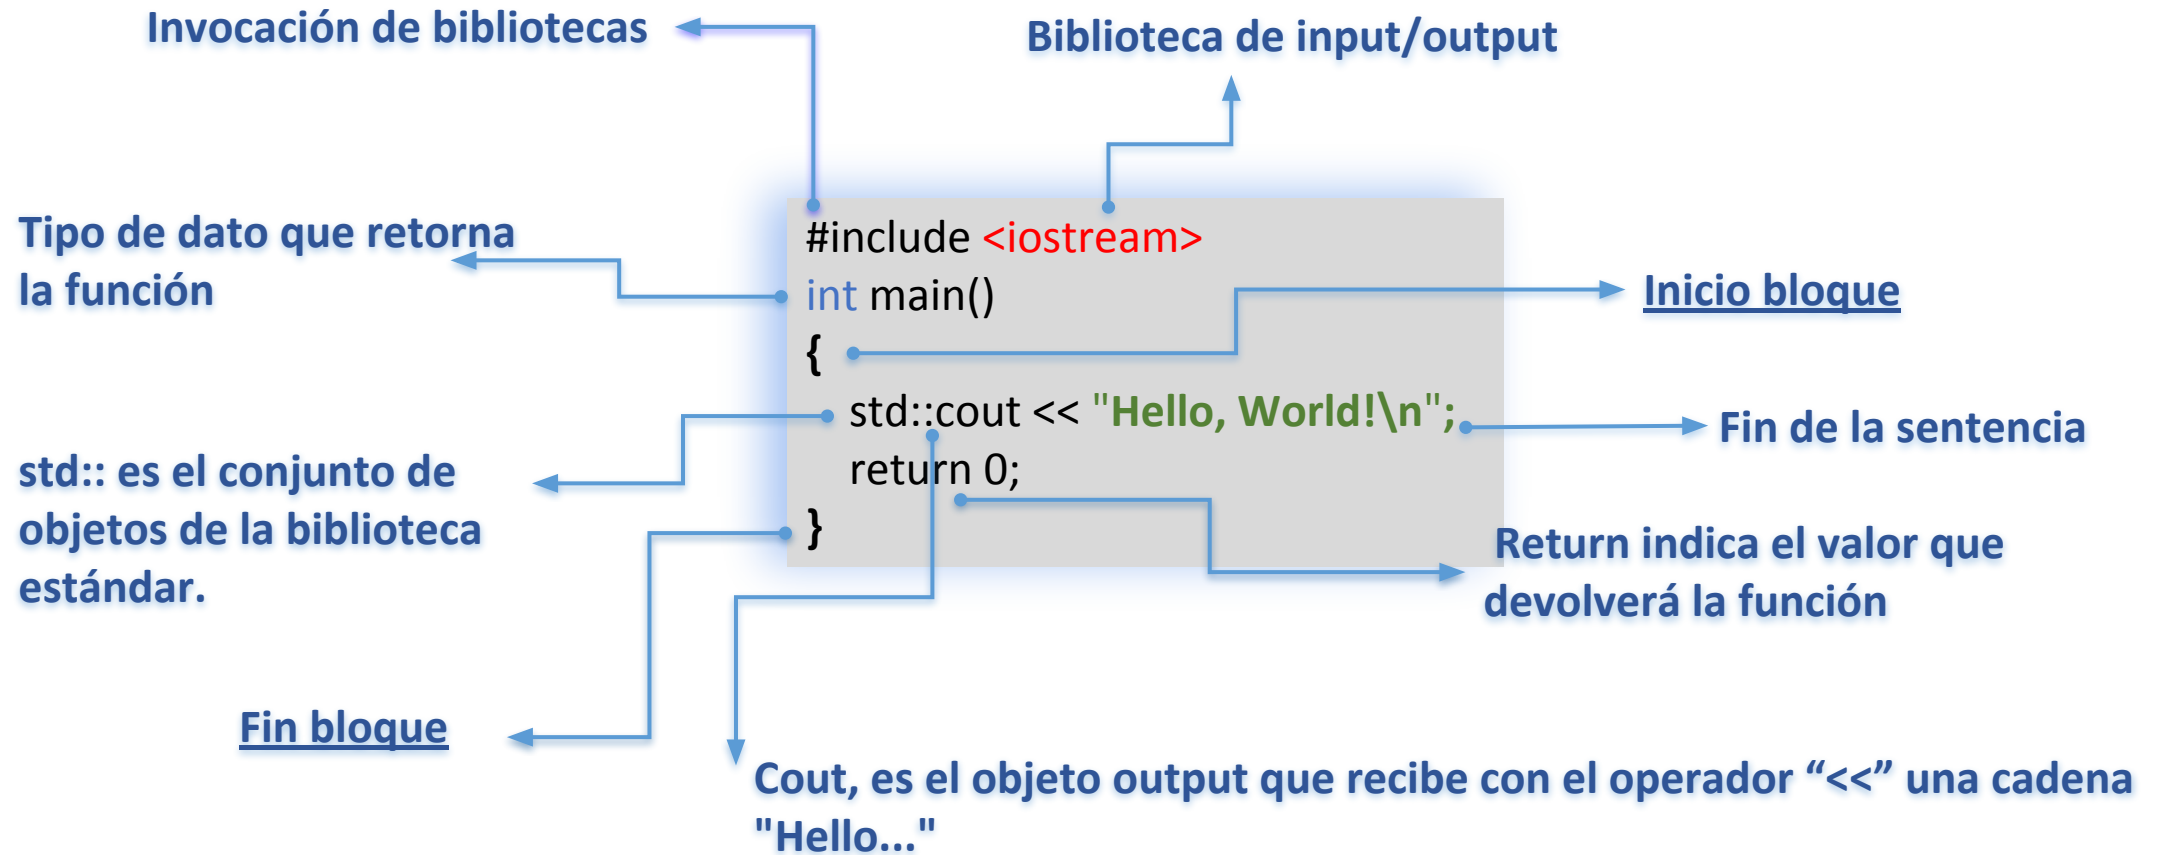 Invocación de bibliotecas
Biblioteca de input/output
Tipo de dato que retorna
la función
#include <iostream>
int main()
{
std::cout << "Hello, World!\n";
return 0;
}
Inicio bloque
Fin de la sentencia
std:: es el conjunto de
objetos de la biblioteca
estándar.
Return indica el valor que
devolverá la función
Fin bloque
Cout, es el objeto output que recibe con el operador “<<” una cadena
"Hello..."